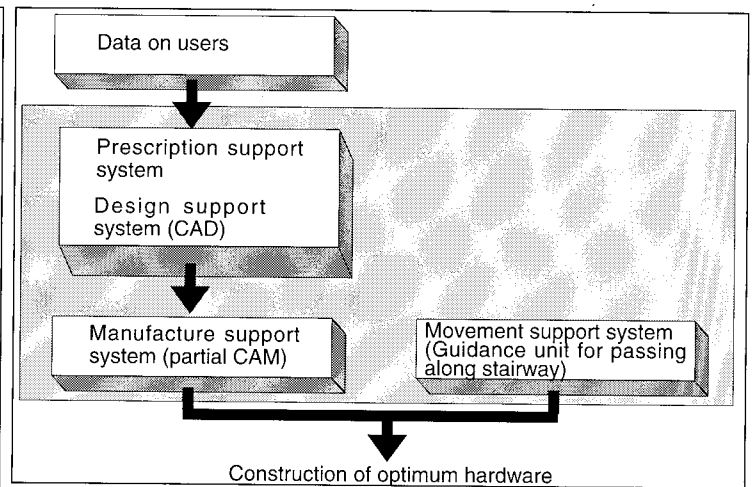 Data on users
Prescription support
system
Design support
system (CAD)
Manufacture support
system (partial CAM)
Movement support system
(Guidance unit for passing
along stairway)
Construction of optimum hardware